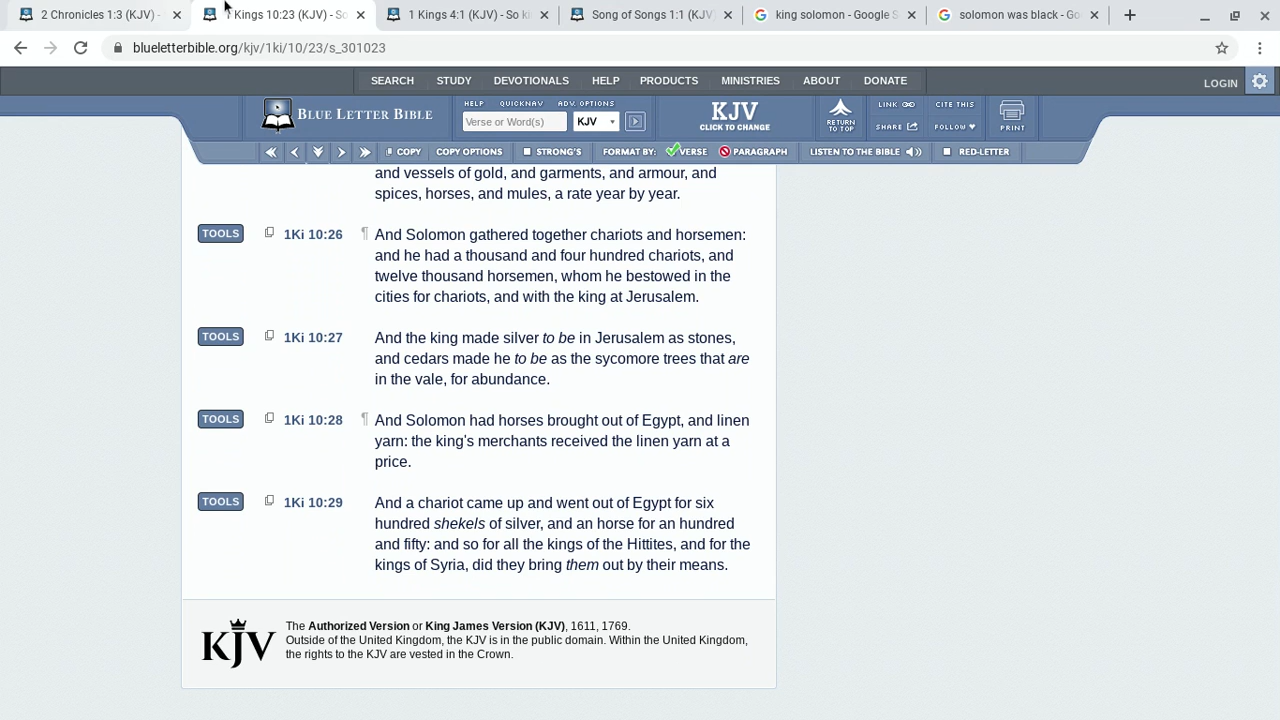 2 Chronicles 1:3 (KJV) -
1 Kings 10:23 (KJV) - So
1 Kings 4:1 (KJV) - So ki
Song of Songs 1:1 (KJV)
king solomon - Google S
solomon was black - Go
blueletterbible.org/kjv/1ki/10/23/s_301023
SEARCH STUDY DEVOTIONALS HELP PRODUCTS MINISTRIES ABOUT DONATE
LOGIN
BLUE LETTER BIBLE
HELP QUICKNAV ADV. OPTIONS
Verse or Word(s) KJV
KJV
CLICK TO CHANGE
RETURN
TO TOP
LINK CITE THIS
SHARE FOLLOW
PRINT
COPY COPY OPTIONS STRONG'S FORMAT BY: VERSE PARAGRAPH LISTEN TO THE BIBLE RED-LETTER
and vessels of gold, and garments, and armour, and
spices, horses, and mules, a rate year by year.
TOOLS 1Ki 10:26 ¶ And Solomon gathered together chariots and horsemen:
and he had a thousand and four hundred chariots, and
twelve thousand horsemen, whom he bestowed in the
cities for chariots, and with the king at Jerusalem.
TOOLS 1Ki 10:27 And the king made silver to be in Jerusalem as stones,
and cedars made he to be as the sycomore trees that are
in the vale, for abundance.
TOOLS 1Ki 10:28 ¶ And Solomon had horses brought out of Egypt, and linen
yarn: the king's merchants received the linen yarn at a
price.
TOOLS 1Ki 10:29 And a chariot came up and went out of Egypt for six
hundred shekels of silver, and an horse for an hundred
and fifty: and so for all the kings of the Hittites, and for the
kings of Syria, did they bring them out by their means.
KJV
The Authorized Version or King James Version (KJV), 1611, 1769.
Outside of the United Kingdom, the KJV is in the public domain. Within the United Kingdom,
the rights to the KJV are vested in the Crown.